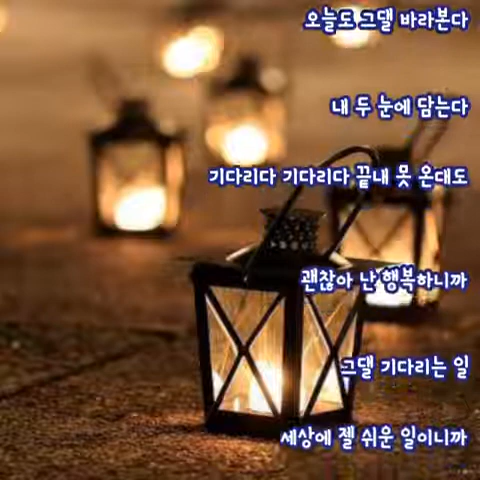 오늘도 그댈 바라본다
내 두 눈에 담는다
기다리다 기다리다 끝내 못 온대도
괜찮아 난 행복하니까
그댈 기다리는 일
세상에 젤 쉬운 일이니까